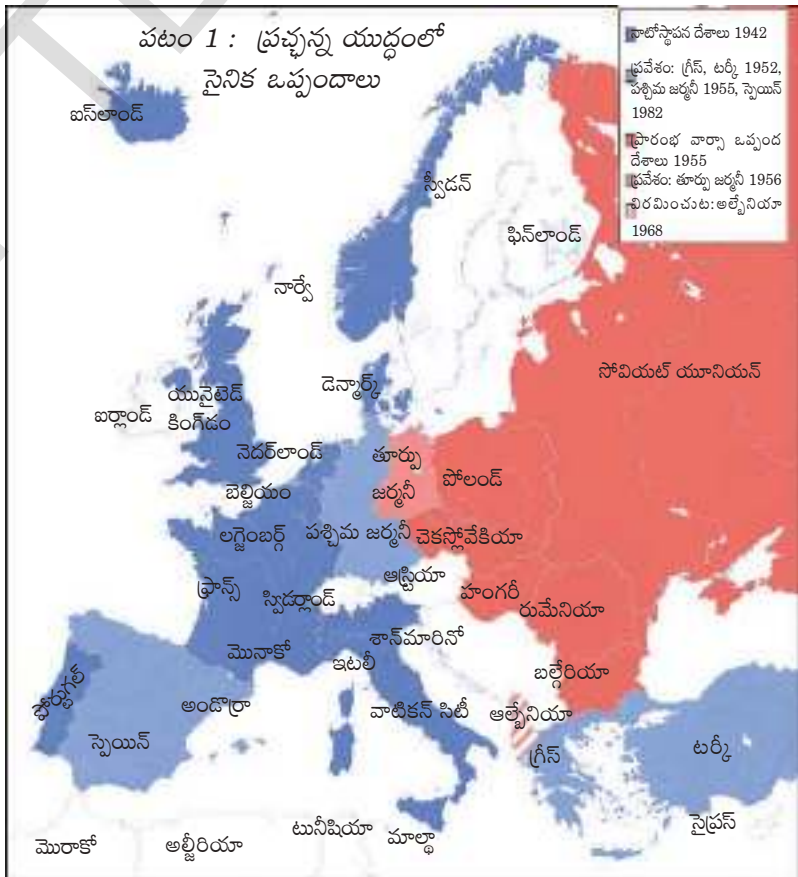 పటం 1 : ప్రచ్ఛన్న యుద్ధంలో
సైనిక ఒప్పందాలు
నాటోస్థాపన దేశాలు 1942
ప్రవేశం: గ్రీస్, టర్కీ 1952,
పశ్చిమ జర్మనీ 1955, స్పెయిన్
1982
ప్రారంభ వార్సా ఒప్పంద
దేశాలు 1955
ప్రవేశం: తూర్పు జర్మనీ 1956
విరమించుట:అల్బేనియా
1968
ఐస్‌లాండ్
స్వీడన్
ఫిన్‌లాండ్
నార్వే
సోవియట్ యూనియన్
డెన్మార్క్
యునైటెడ్
కింగ్‌డం
ఐర్లాండ్
నెదర్‌లాండ్
తూర్పు
జర్మనీ
పోలండ్
బెల్జియం
లగ్జెంబర్గ్
పశ్చిమ జర్మనీ
చెకస్లోవేకియా
ఆస్ట్రియా
ఫ్రాన్స్
స్విడర్లాండ్
హంగరీ
రుమేనియా
శాన్‌మారినో
మొనాకో
ఇటలీ
బల్గేరియా
పోర్చుగల్
అండొర్రా
వాటికన్ సిటీ
ఆల్బేనియా
స్పెయిన్
గ్రీస్
టర్కీ
సైప్రస్
మొరాకో
అల్జీరియా
టునీషియా
మాల్థా